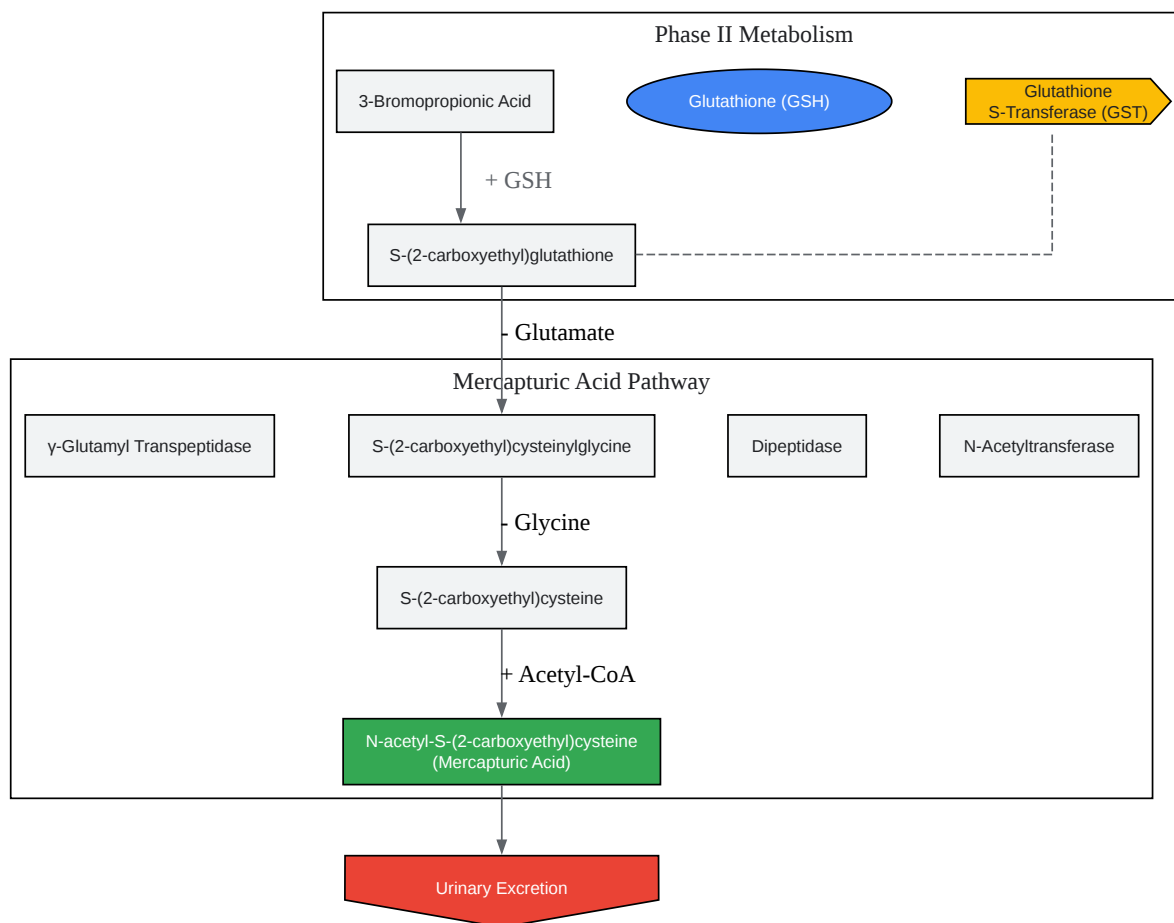 Phase II Metabolism
3-Bromopropionic Acid
Glutathione (GSH)
Glutathione
S-Transferase (GST)
+ GSH
S-(2-carboxyethyl)glutathione
- Glutamate
Mercapturic Acid Pathway
γ-Glutamyl Transpeptidase
S-(2-carboxyethyl)cysteinylglycine
Dipeptidase
N-Acetyltransferase
- Glycine
S-(2-carboxyethyl)cysteine
+ Acetyl-CoA
N-acetyl-S-(2-carboxyethyl)cysteine
(Mercapturic Acid)
Urinary Excretion